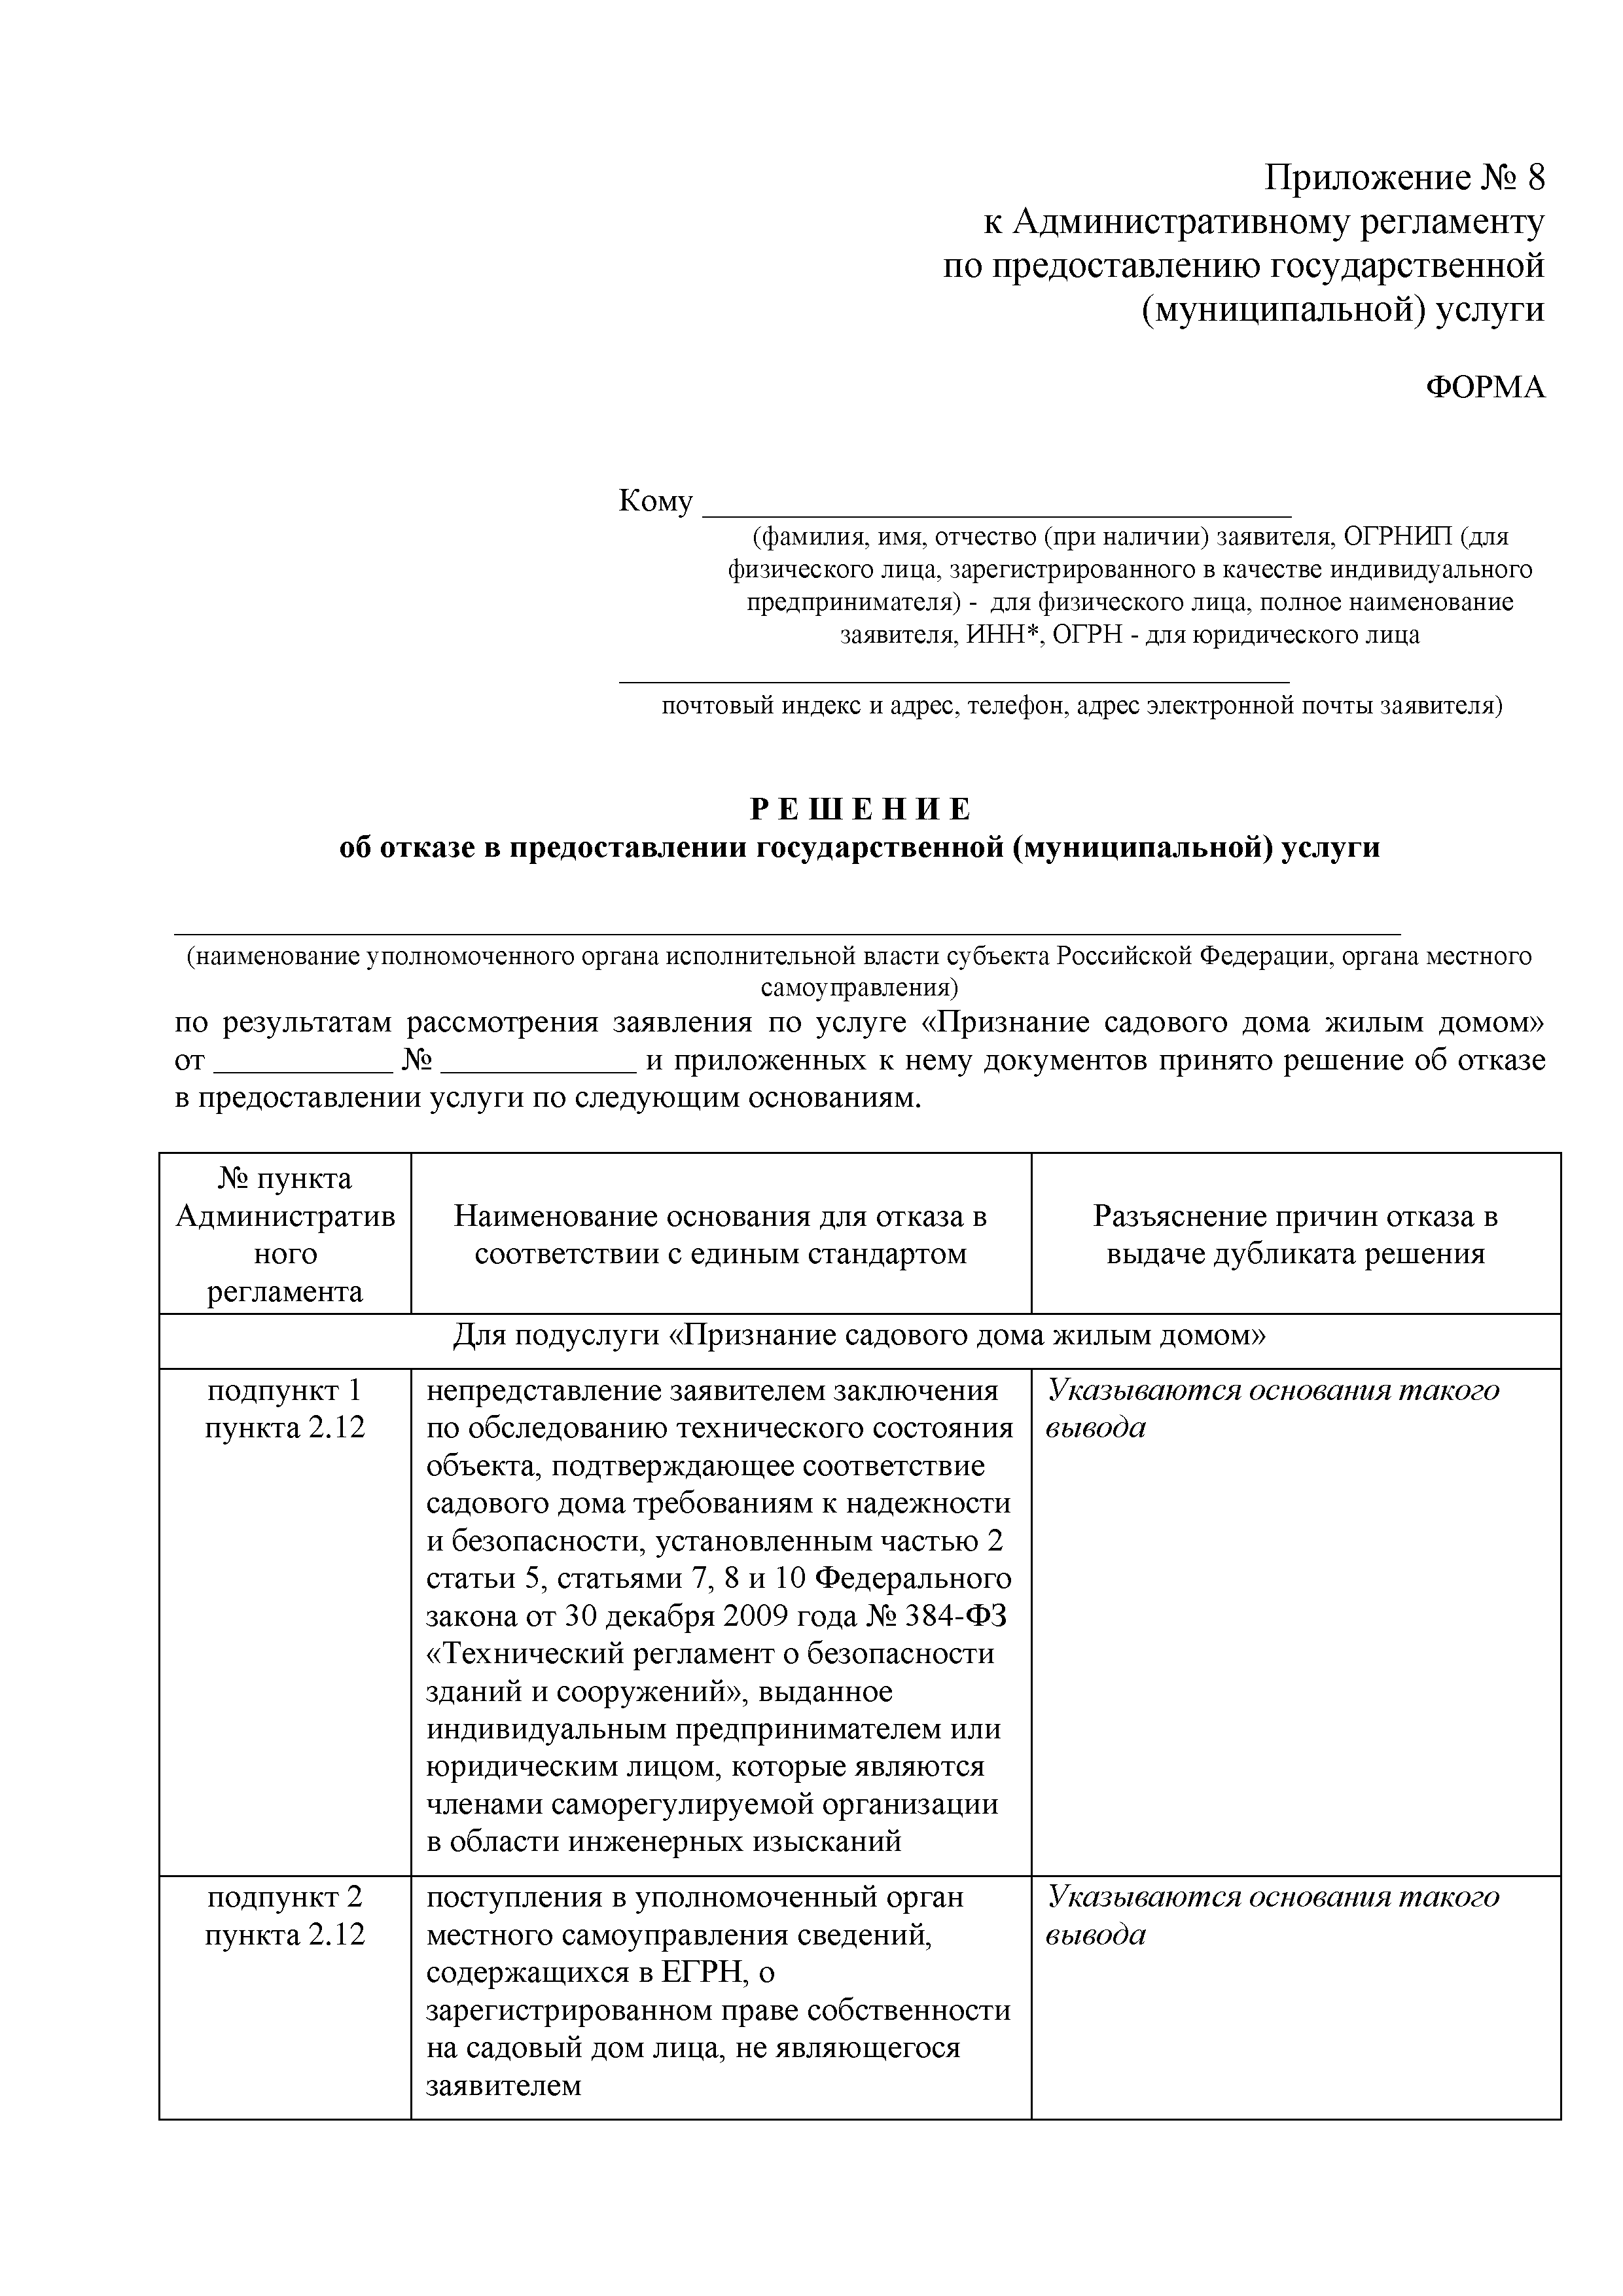 Приложение № 8
к Административному регламенту
по предоставлению государственной
(муниципальной) услуги
ФОРМА
Кому ______________________________________
(фамилия, имя, отчество (при наличии) заявителя, ОГРНИП (для
физического лица, зарегистрированного в качестве индивидуального
предпринимателя) - для физического лица, полное наименование
заявителя, ИНН*, ОГРН - для юридического лица
______________________________________
почтовый индекс и адрес, телефон, адрес электронной почты заявителя)
Р Е Ш Е Н И Е
об отказе в предоставлении государственной (муниципальной) услуги
______________________________________
(наименование уполномоченного органа исполнительной власти субъекта Российской Федерации, органа местного
самоуправления)
по результатам рассмотрения заявления по услуге «Признание садового дома жилым домом»
от ___________ № ____________ и приложенных к нему документов принято решение об отказе
в предоставлении услуги по следующим основаниям.
№ пункта
Административ
ного
регламента
Наименование основания для отказа в
соответствии с единым стандартом
Разъяснение причин отказа в
выдаче дубликата решения
Для подуслуги «Признание садового дома жилым домом»
подпункт 1
пункта 2.12
непредставление заявителем заключения
по обследованию технического состояния
объекта, подтверждающее соответствие
садового дома требованиям к надежности
и безопасности, установленным частью 2
статьи 5, статьями 7, 8 и 10 Федерального
закона от 30 декабря 2009 года № 384-ФЗ
«Технический регламент о безопасности
зданий и сооружений», выданное
индивидуальным предпринимателем или
юридическим лицом, которые являются
членами саморегулируемой организации
в области инженерных изысканий
Указываются основания такого
вывода
подпункт 2
пункта 2.12
поступления в уполномоченный орган
местного самоуправления сведений,
содержащихся в ЕГРН, о
зарегистрированном праве собственности
на садовый дом лица, не являющегося
заявителем
Указываются основания такого
вывода